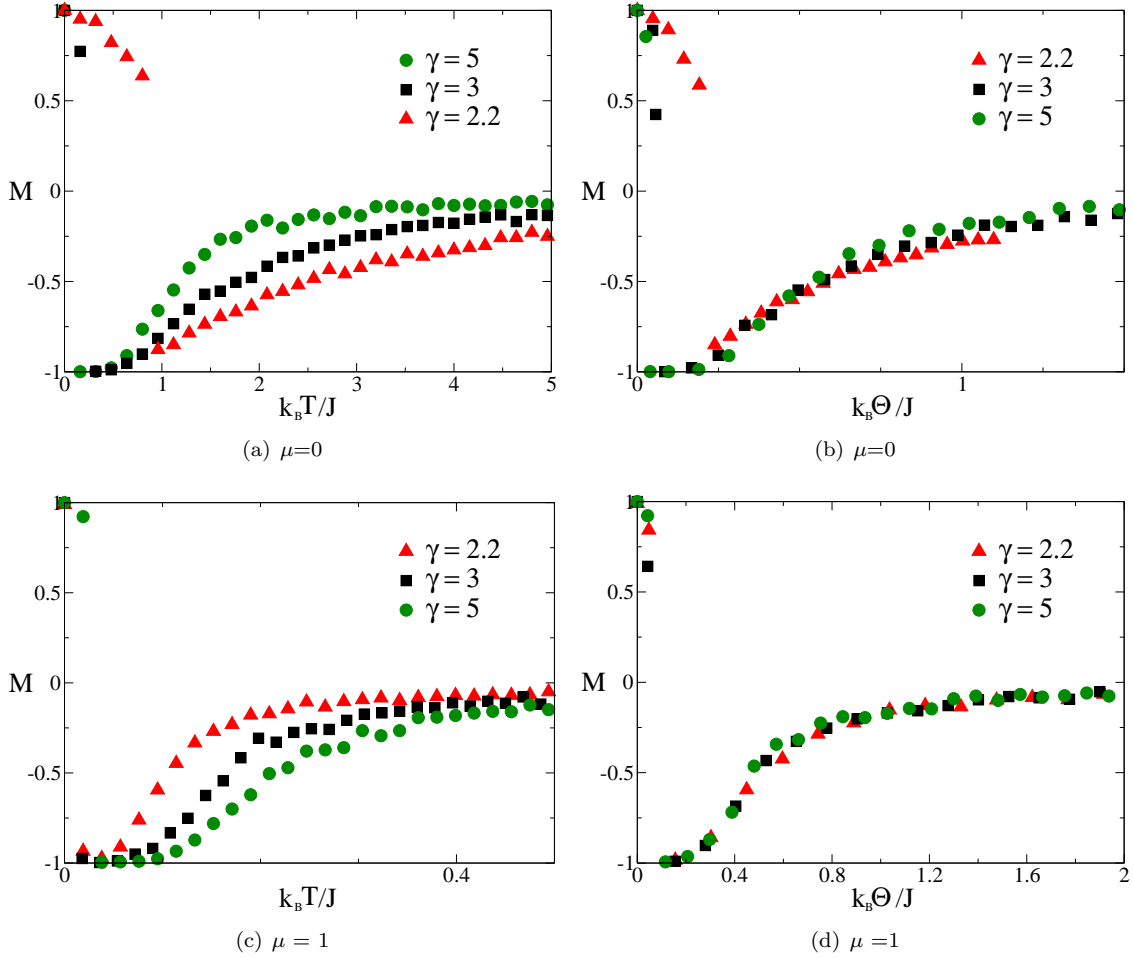 1
0.5
M
0
-0.5
-1
0
1
2
3
4
5
k_B T/J
γ = 5
γ = 3
γ = 2.2
(a) μ=0
1
0.5
M
0
-0.5
-1
0
1
k_B Θ/J
γ = 2.2
γ = 3
γ = 5
(b) μ=0
1
0.5
M
0
-0.5
-1
0
0.4
k_B T/J
γ = 2.2
γ = 3
γ = 5
(c) μ = 1
1
0.5
M
0
-0.5
-1
0
0.4
0.8
1.2
1.6
2
k_B Θ/J
γ = 2.2
γ = 3
γ = 5
(d) μ =1